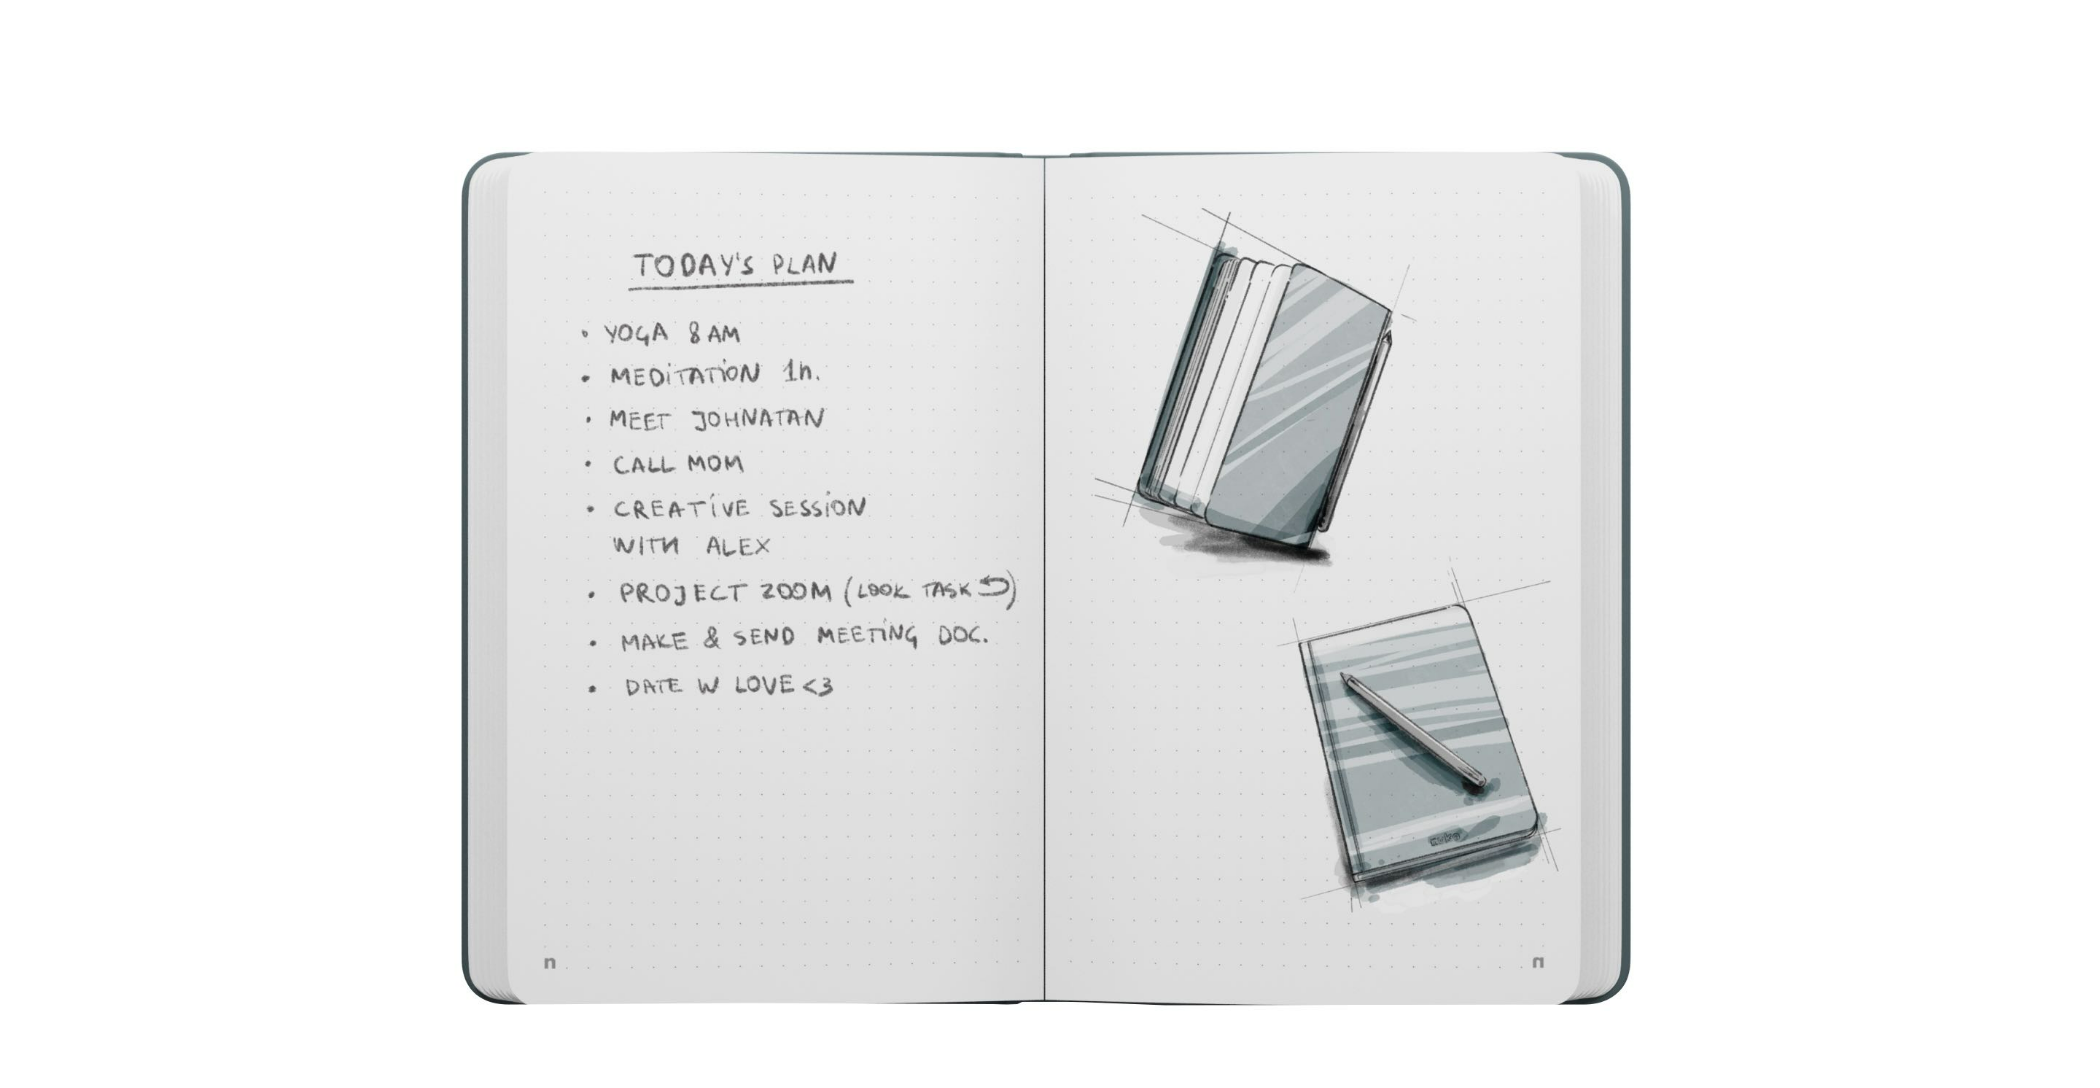 TODAY'S PLAN
• YOGA 8 AM
• MEDiTATiON 1h.
• MEET JOHNATAN
• CALL MOM
• CREATiVE SESSiON
WITH ALEX
• PROJECT ZOOM (LOOK TASK ⮌)
• MAKE & SEND MEETiNG DOC.
• DATE W LOVE <3
n
n